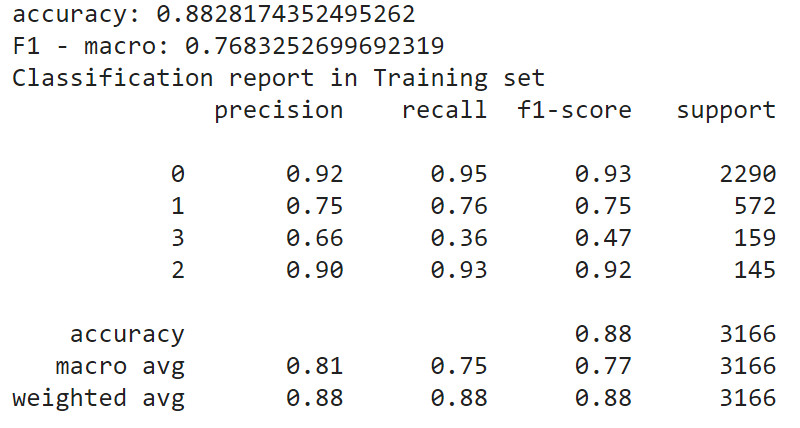 accuracy: 0.8828174352495262
F1 - macro: 0.7683252699692319
Classification report in Training set
precision recall f1-score support
0 0.92 0.95 0.93 2290
1 0.75 0.76 0.75 572
3 0.66 0.36 0.47 159
2 0.90 0.93 0.92 145
accuracy 0.88 3166
macro avg 0.81 0.75 0.77 3166
weighted avg 0.88 0.88 0.88 3166